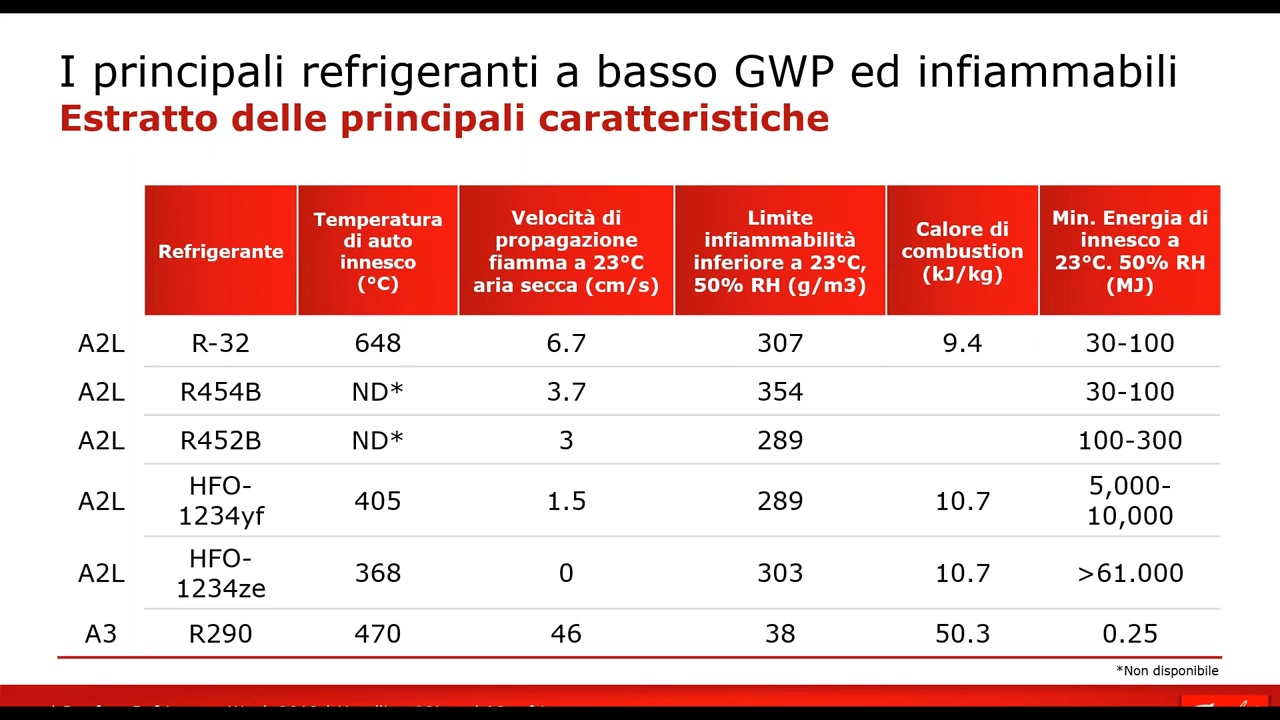 I principali refrigeranti a basso GWP ed infiammabili
Estratto delle principali caratteristiche
Refrigerante
Temperatura
di auto
innesco
(°C)
Velocità di
propagazione
fiamma a 23°C
aria secca (cm/s)
Limite
infiammabilità
inferiore a 23°C,
50% RH (g/m3)
Calore di
combustion
(kJ/kg)
Min. Energia di
innesco a
23°C. 50% RH
(MJ)
A2L R-32 648 6.7 307 9.4 30-100
A2L R454B ND* 3.7 354 30-100
A2L R452B ND* 3 289 100-300
A2L HFO-
1234yf 405 1.5 289 10.7 5,000-
10,000
A2L HFO-
1234ze 368 0 303 10.7 >61.000
A3 R290 470 46 38 50.3 0.25
*Non disponibile